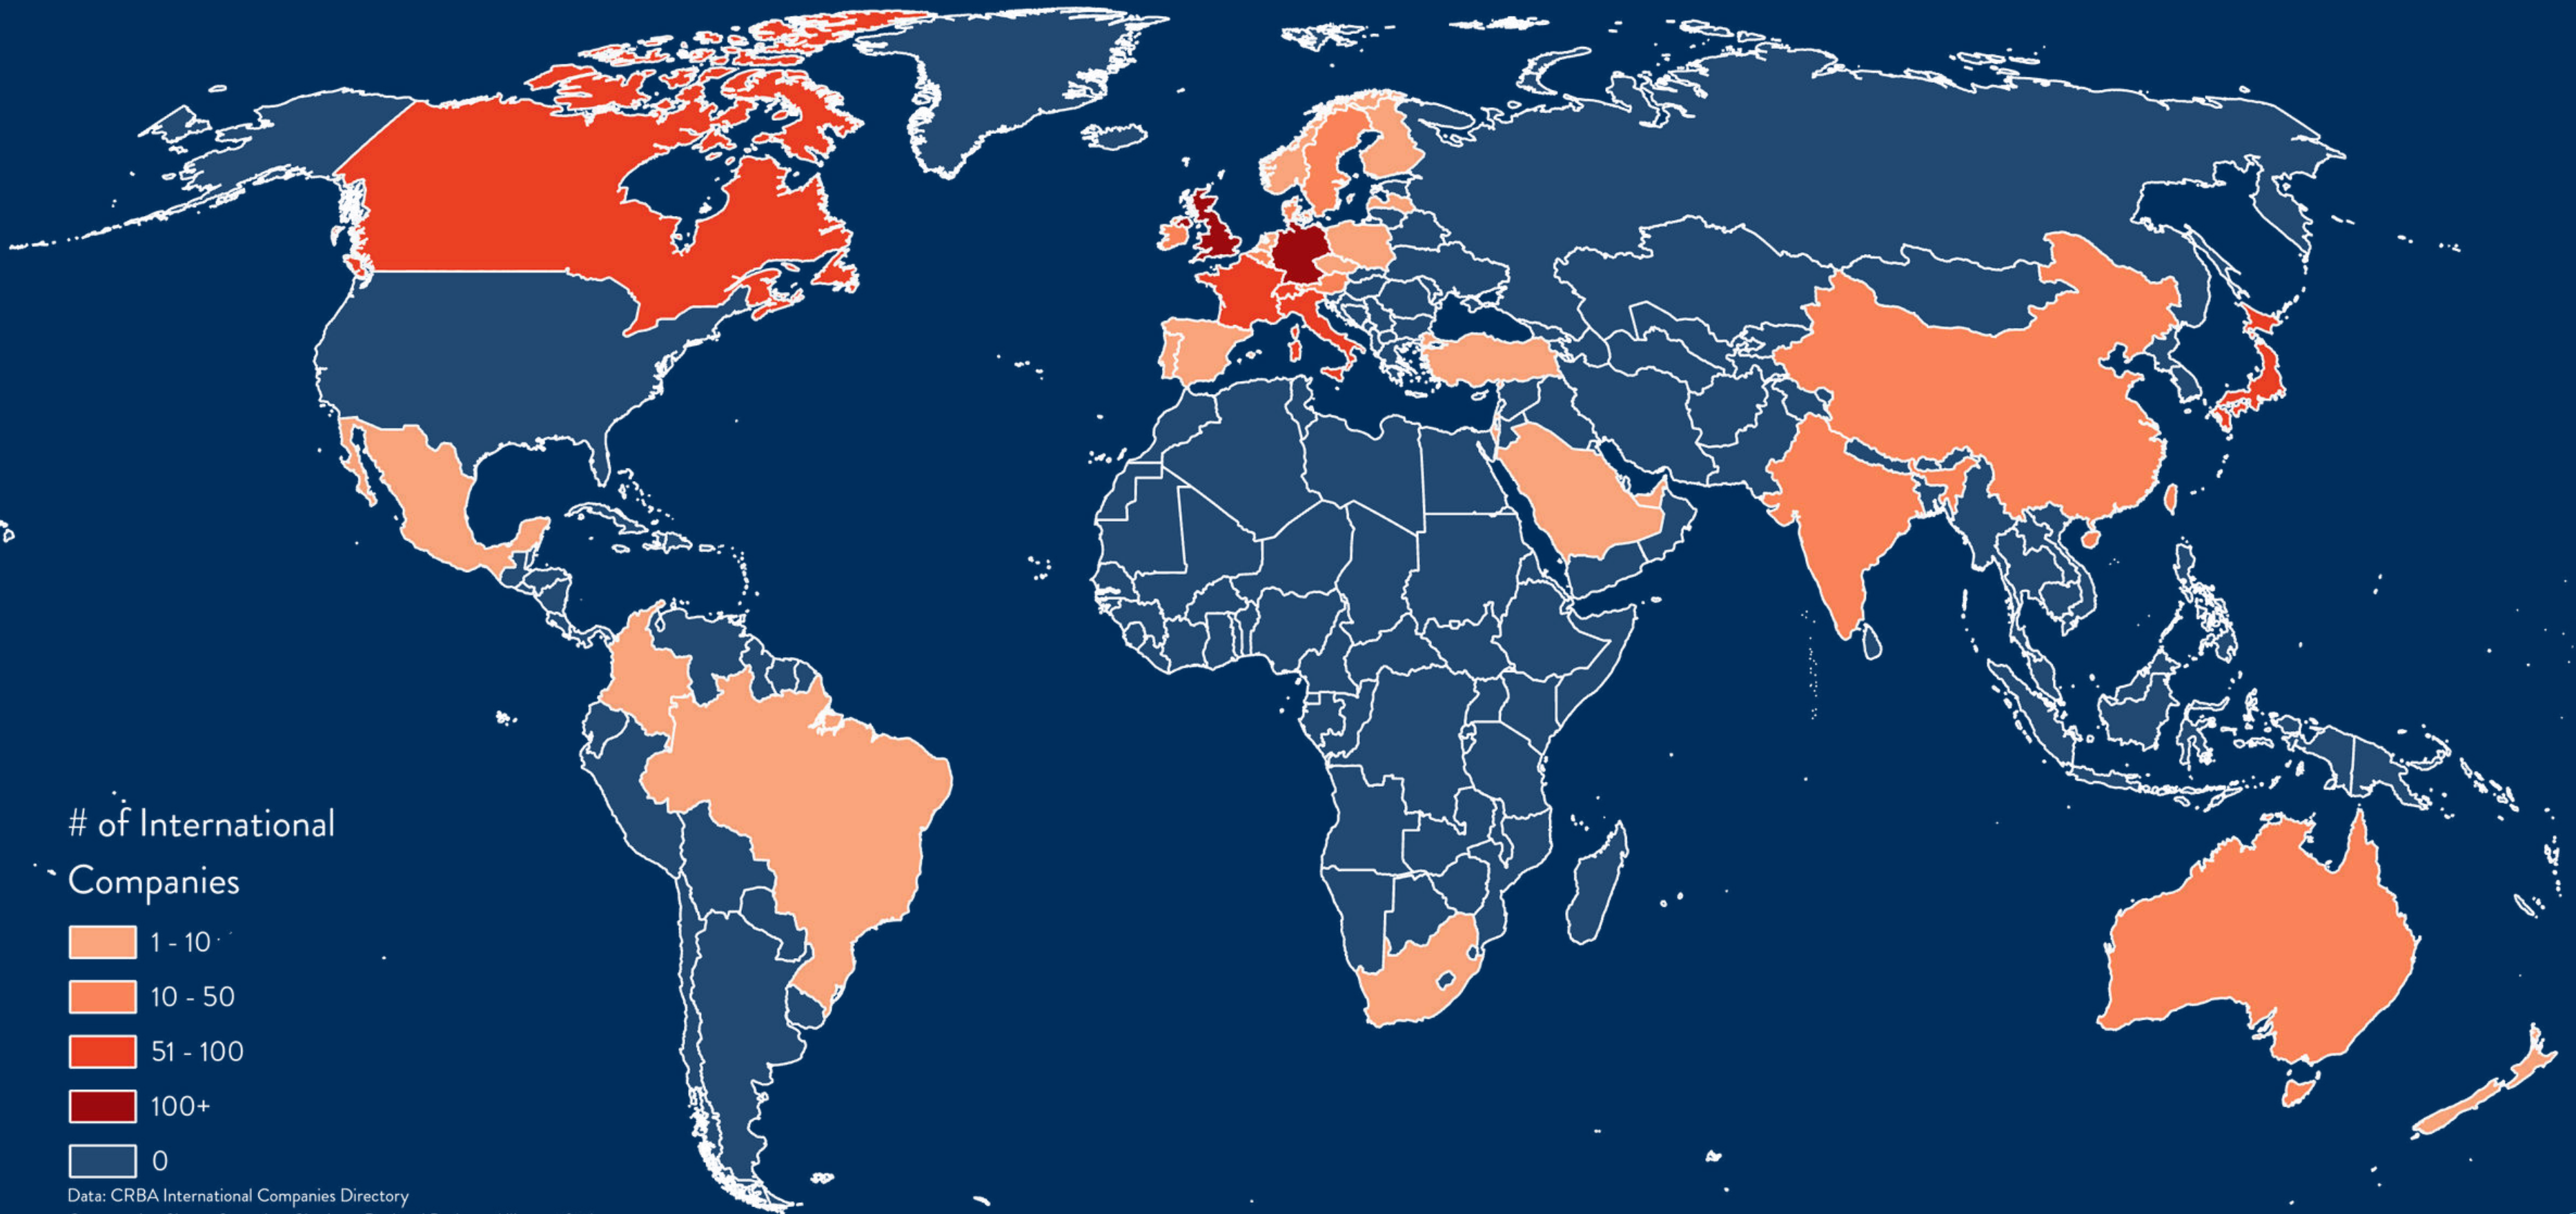 # of International
Companies
1 - 10
10 - 50
51 - 100
100+
0
Data: CRBA International Companies Directory